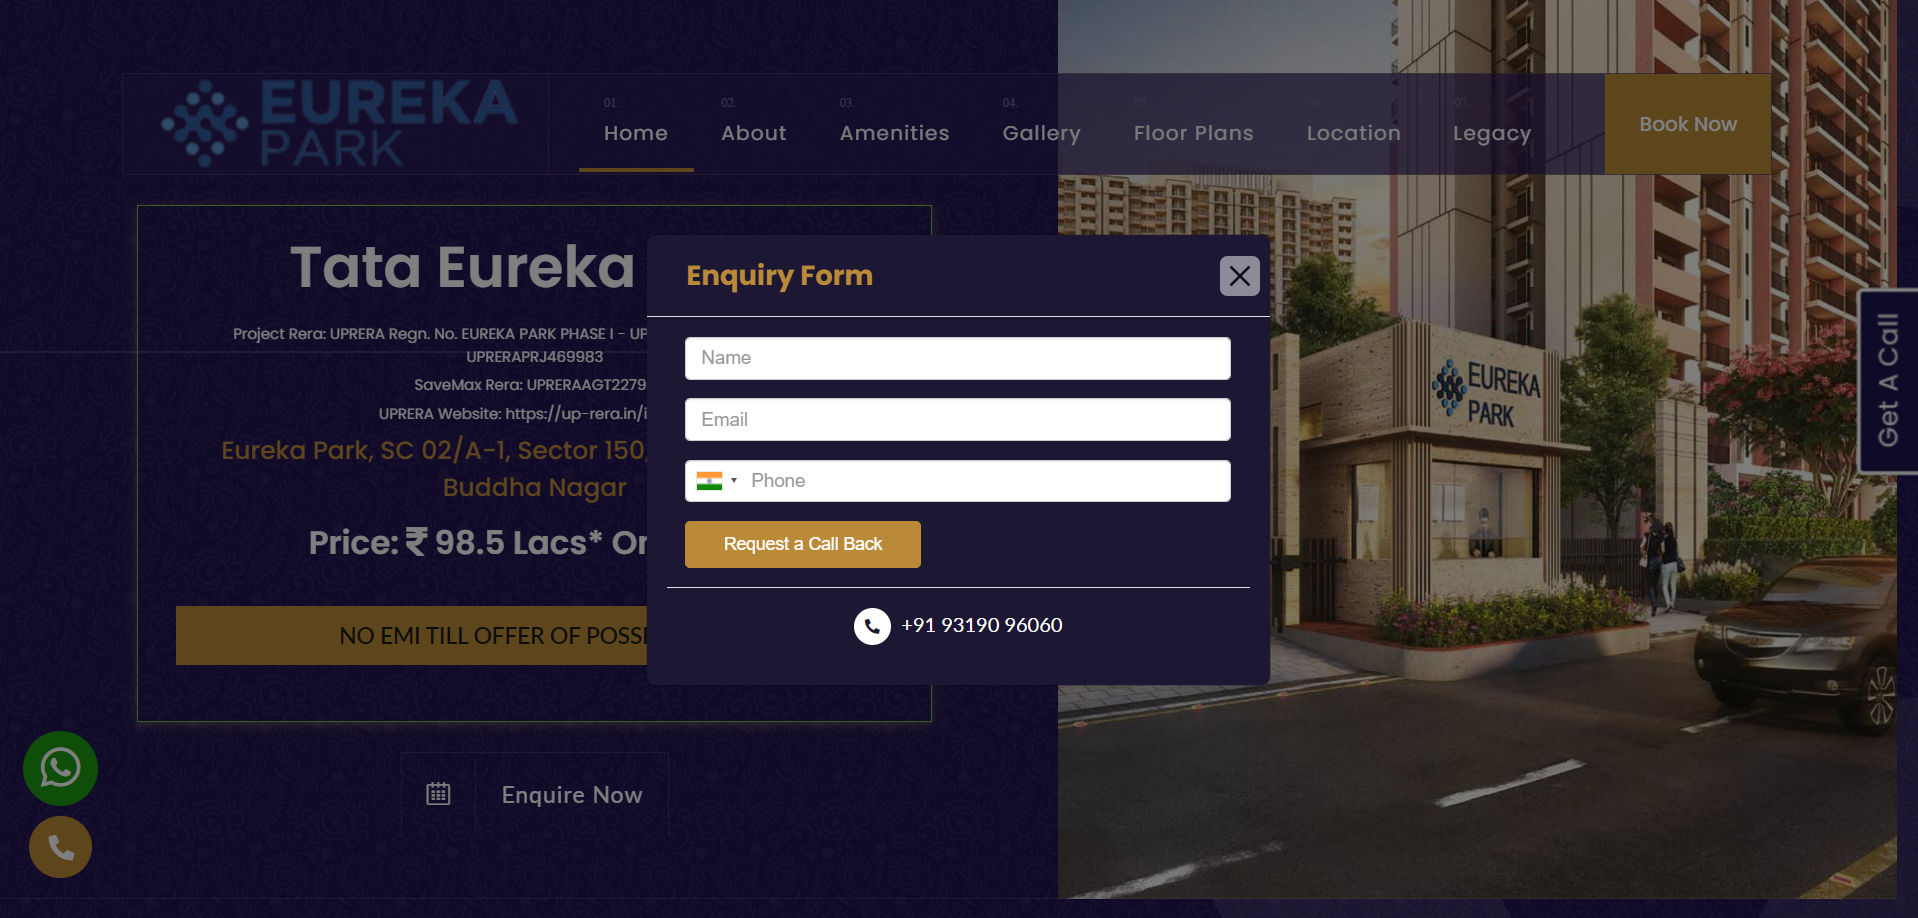 EUREKA
PARK
01.
Home
02.
About
03.
Amenities
04.
Gallery
05.
Floor Plans
06.
Location
07.
Legacy
Book Now
Tata Eureka
Project Rera: UPRERA Regn. No. EUREKA PARK PHASE I - UP
UPRERAPRJ469983
SaveMax Rera: UPRERAAGT2279
UPRERA Website: https://up-rera.in/i
Eureka Park, SC 02/A-1, Sector 150,
Buddha Nagar
Price: ₹ 98.5 Lacs* On
NO EMI TILL OFFER OF POSSE
Enquire Now
Enquiry Form
Name
Email
Phone
Request a Call Back
+91 93190 96060
EUREKA
PARK
Get A Call